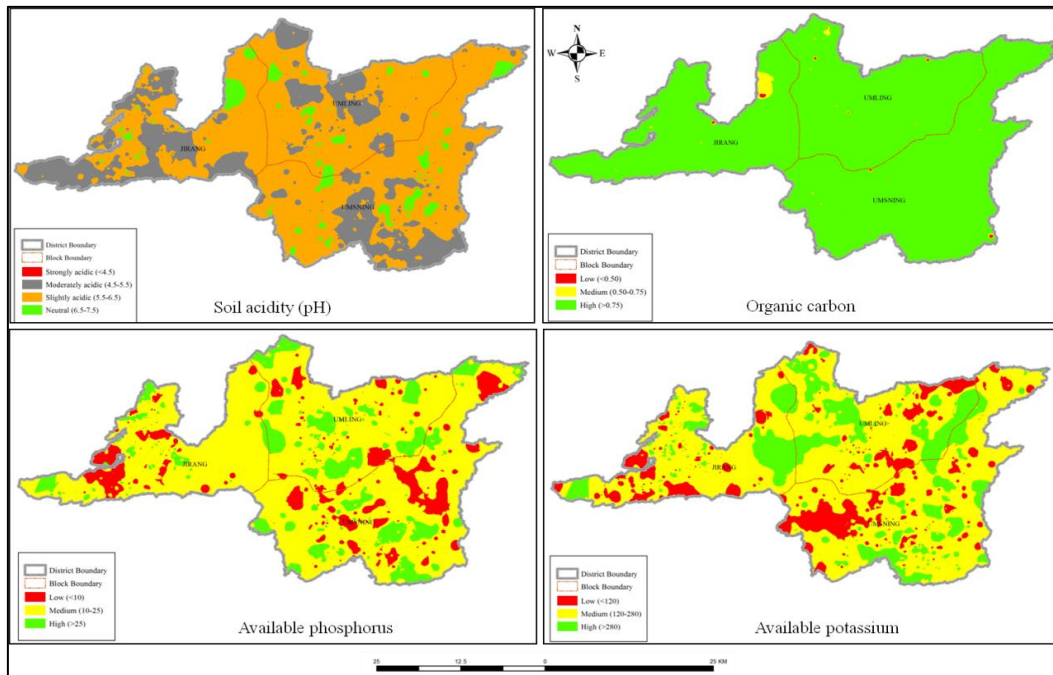 UMLING
JIRANG
UMSNING
District Boundary
Block Boundary
Strongly acidic (<4.5)
Moderately acidic (4.5-5.5)
Slightly acidic (5.5-6.5)
Neutral (6.5-7.5)
Soil acidity (pH)
N
W E
S
UMLING
JIRANG
UMSNING
District Boundary
Block Boundary
Low (<0.50)
Medium (0.50-0.75)
High (>0.75)
Organic carbon
UMLING
JIRANG
UMSNING
District Boundary
Block Boundary
Low (<10)
Medium (10-25)
High (>25)
Available phosphorus
UMLING
JIRANG
UMSNING
District Boundary
Block Boundary
Low (<120)
Medium (120-280)
High (>280)
Available potassium
25 12.5 0 25 KM